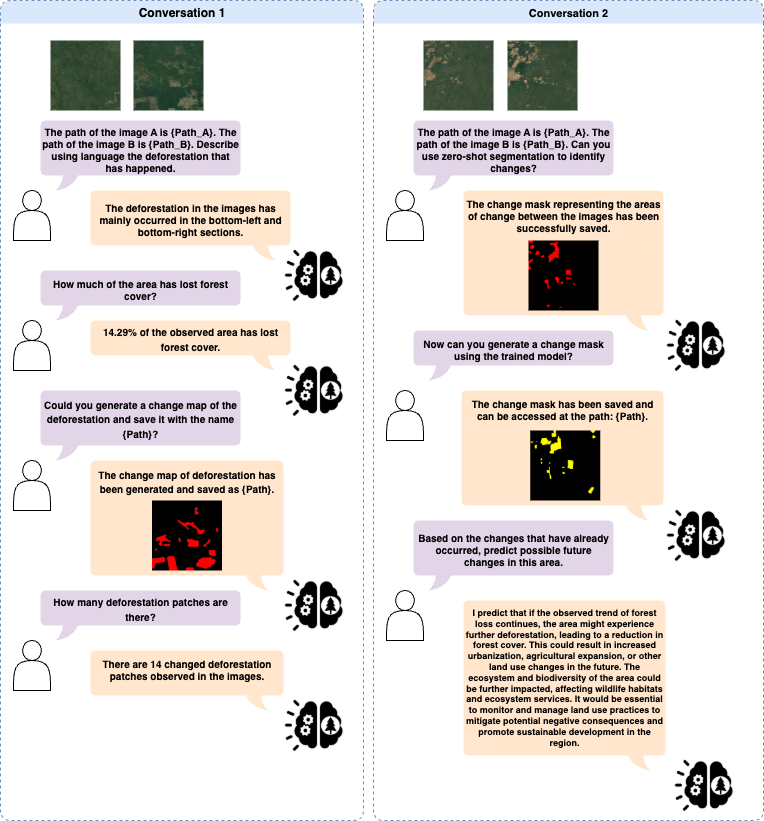 Conversation 1
The path of the image A is {Path_A}. The
path of the image B is {Path_B}. Describe
using language the deforestation that
has happened.
The deforestation in the images has
mainly occurred in the bottom-left and
bottom-right sections.
How much of the area has lost forest
cover?
14.29% of the observed area has lost
forest cover.
Could you generate a change map of the
deforestation and save it with the name
{Path}?
The change map of deforestation has
been generated and saved as {Path}.
How many deforestation patches are
there?
There are 14 changed deforestation
patches observed in the images.
Conversation 2
The path of the image A is {Path_A}. The
path of the image B is {Path_B}. Can you
use zero-shot segmentation to identify
changes?
The change mask representing the areas
of change between the images has been
successfully saved.
Now can you generate a change mask
using the trained model?
The change mask has been saved and
can be accessed at the path: {Path}.
Based on the changes that have already
occurred, predict possible future
changes in this area.
I predict that if the observed trend of forest
loss continues, the area might experience
further deforestation, leading to a reduction in
forest cover. This could result in increased
urbanization, agricultural expansion, or other
land use changes in the future. The
ecosystem and biodiversity of the area could
be further impacted, affecting wildlife habitats
and ecosystem services. It would be essential
to monitor and manage land use practices to
mitigate potential negative consequences and
promote sustainable development in the
region.